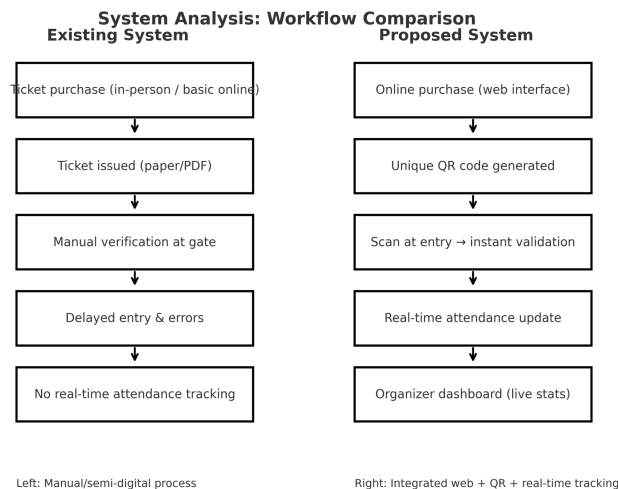 System Analysis: Workflow Comparison
Existing System
Ticket purchase (in-person / basic online)
Ticket issued (paper/PDF)
Manual verification at gate
Delayed entry & errors
No real-time attendance tracking
Left: Manual/semi-digital process
Proposed System
Online purchase (web interface)
Unique QR code generated
Scan at entry → instant validation
Real-time attendance update
Organizer dashboard (live stats)
Right: Integrated web + QR + real-time tracking